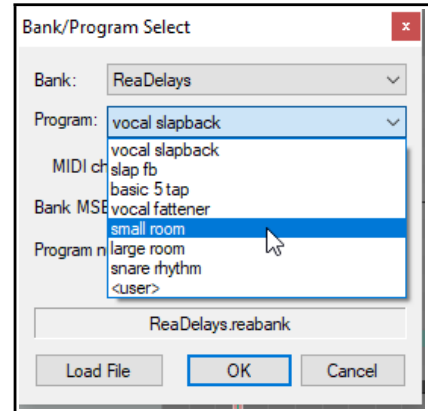 Bank/Program Select
x
Bank: ReaDelays
Program: vocal slapback
vocal slapback
MIDI ch
slap fb
basic 5 tap
Bank MSB
vocal fattener
small room
Program n
large room
snare rhythm
<user>
ReaDelays.reabank
Load File OK Cancel